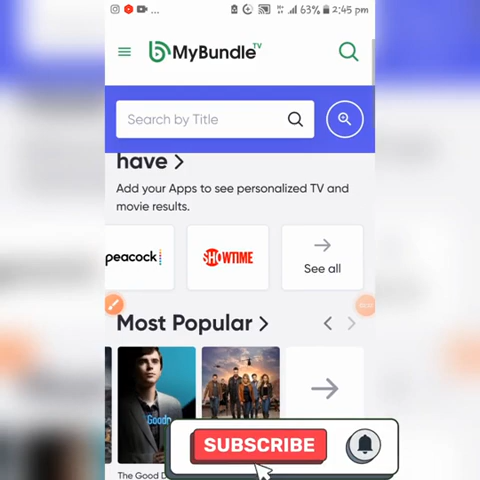 63% 2:45 pm
MyBundle TV
Search by Title
have
Add your Apps to see personalized TV and
movie results.
peacock
SHOWTIME
See all
Most Popular
The Good D
SUBSCRIBE